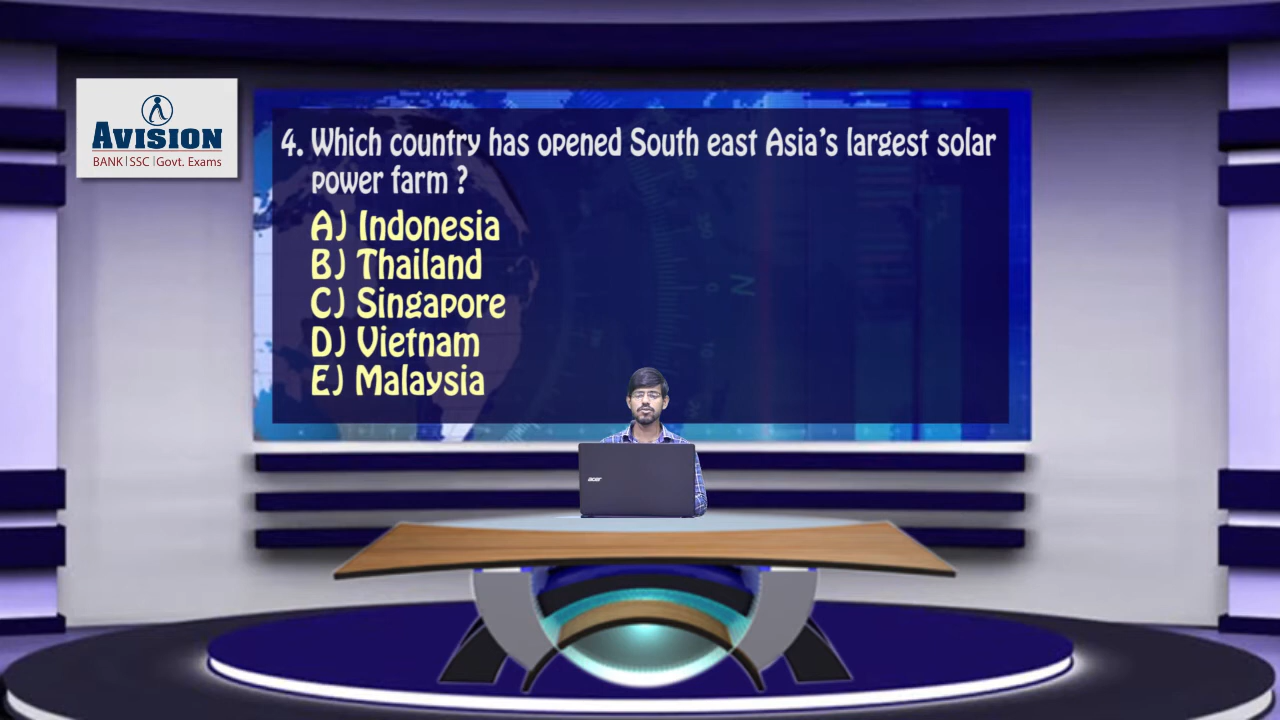 AVISION
BANK|SSC|Govt. Exams
4. Which country has opened South east Asia's largest solar
power farm ?
A) Indonesia
B) Thailand
C) Singapore
D) Vietnam
E) Malaysia
acer